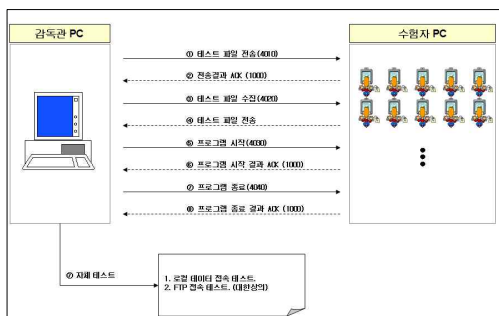 감독관 PC
수험자 PC
① 테스트 파일 전송(4010)
② 전송결과 ACK (1000)
③ 테스트 파일 수집(4020)
④ 테스트 파일 전송
⑤ 프로그램 시작(4030)
⑥ 프로그램 시작 결과 ACK (1000)
⑦ 프로그램 종료(4040)
⑧ 프로그램 종료 결과 ACK (1000)
⑦ 자체 테스트
1. 로컬 데이터 접속 테스트.
2. FTP 접속 테스트. (대한상의)